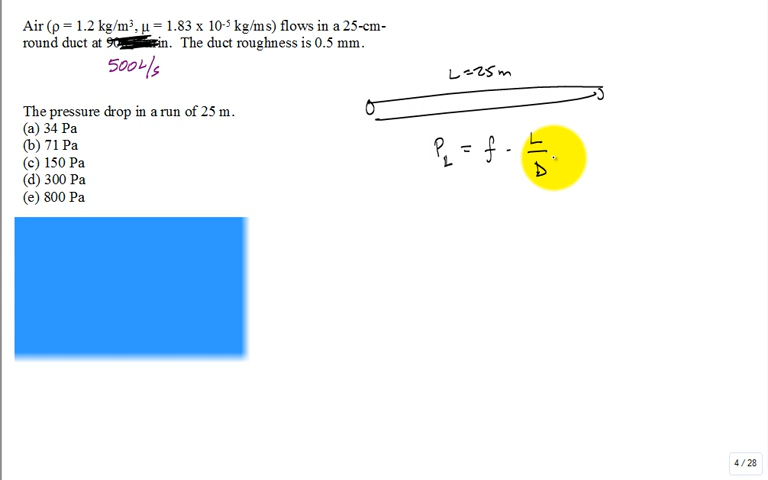 Air (ρ = 1.2 kg/m³, μ = 1.83 x 10⁻⁵ kg/ms) flows in a 25-cm-
round duct at in. The duct roughness is 0.5 mm.
500L/s
L=25m
The pressure drop in a run of 25 m.
(a) 34 Pa
(b) 71 Pa
(c) 150 Pa
(d) 300 Pa
(e) 800 Pa
P_L = f · L/D ·
4 / 28